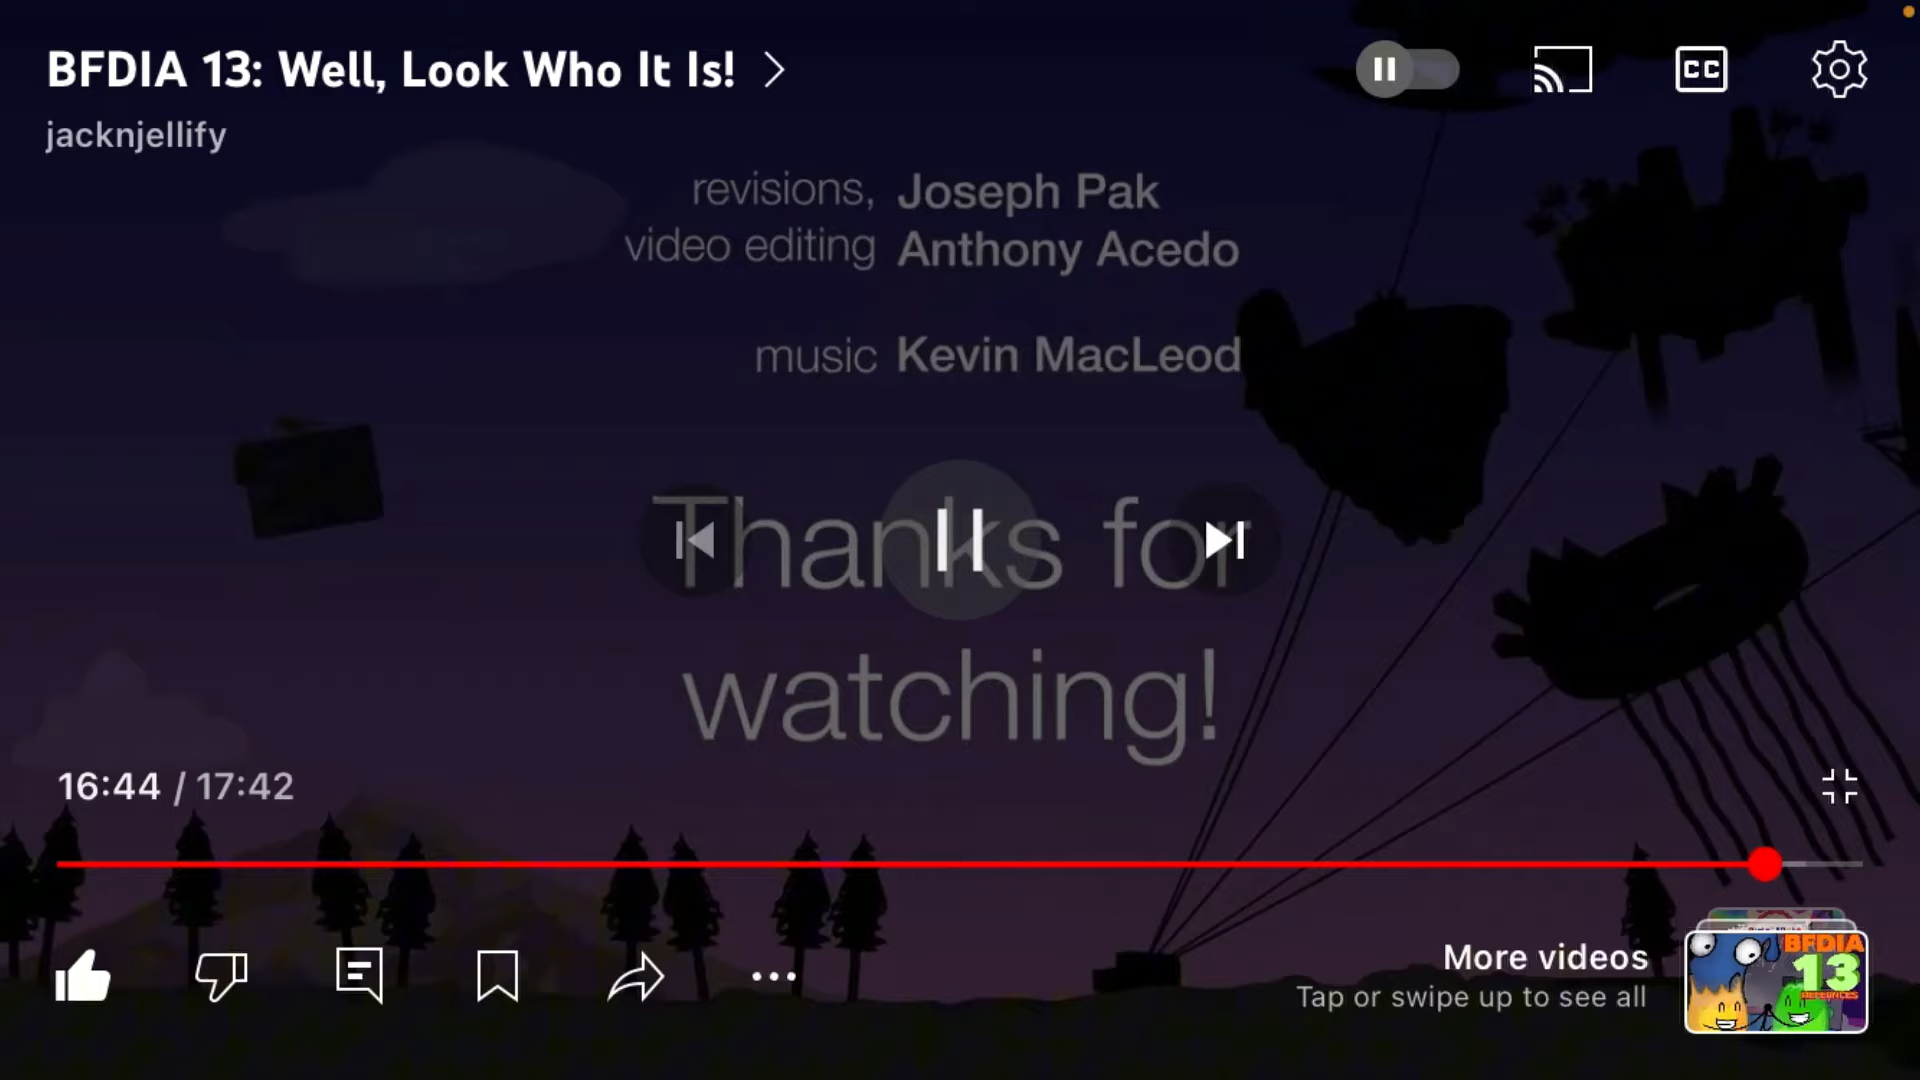 BFDIA 13: Well, Look Who It Is!
CC
jacknjellify
revisions, Joseph Pak
video editing Anthony Acedo
music Kevin MacLeod
Thanks for
watching!
16:44 / 17:42
More videos
Tap or swipe up to see all
BFDIA
13